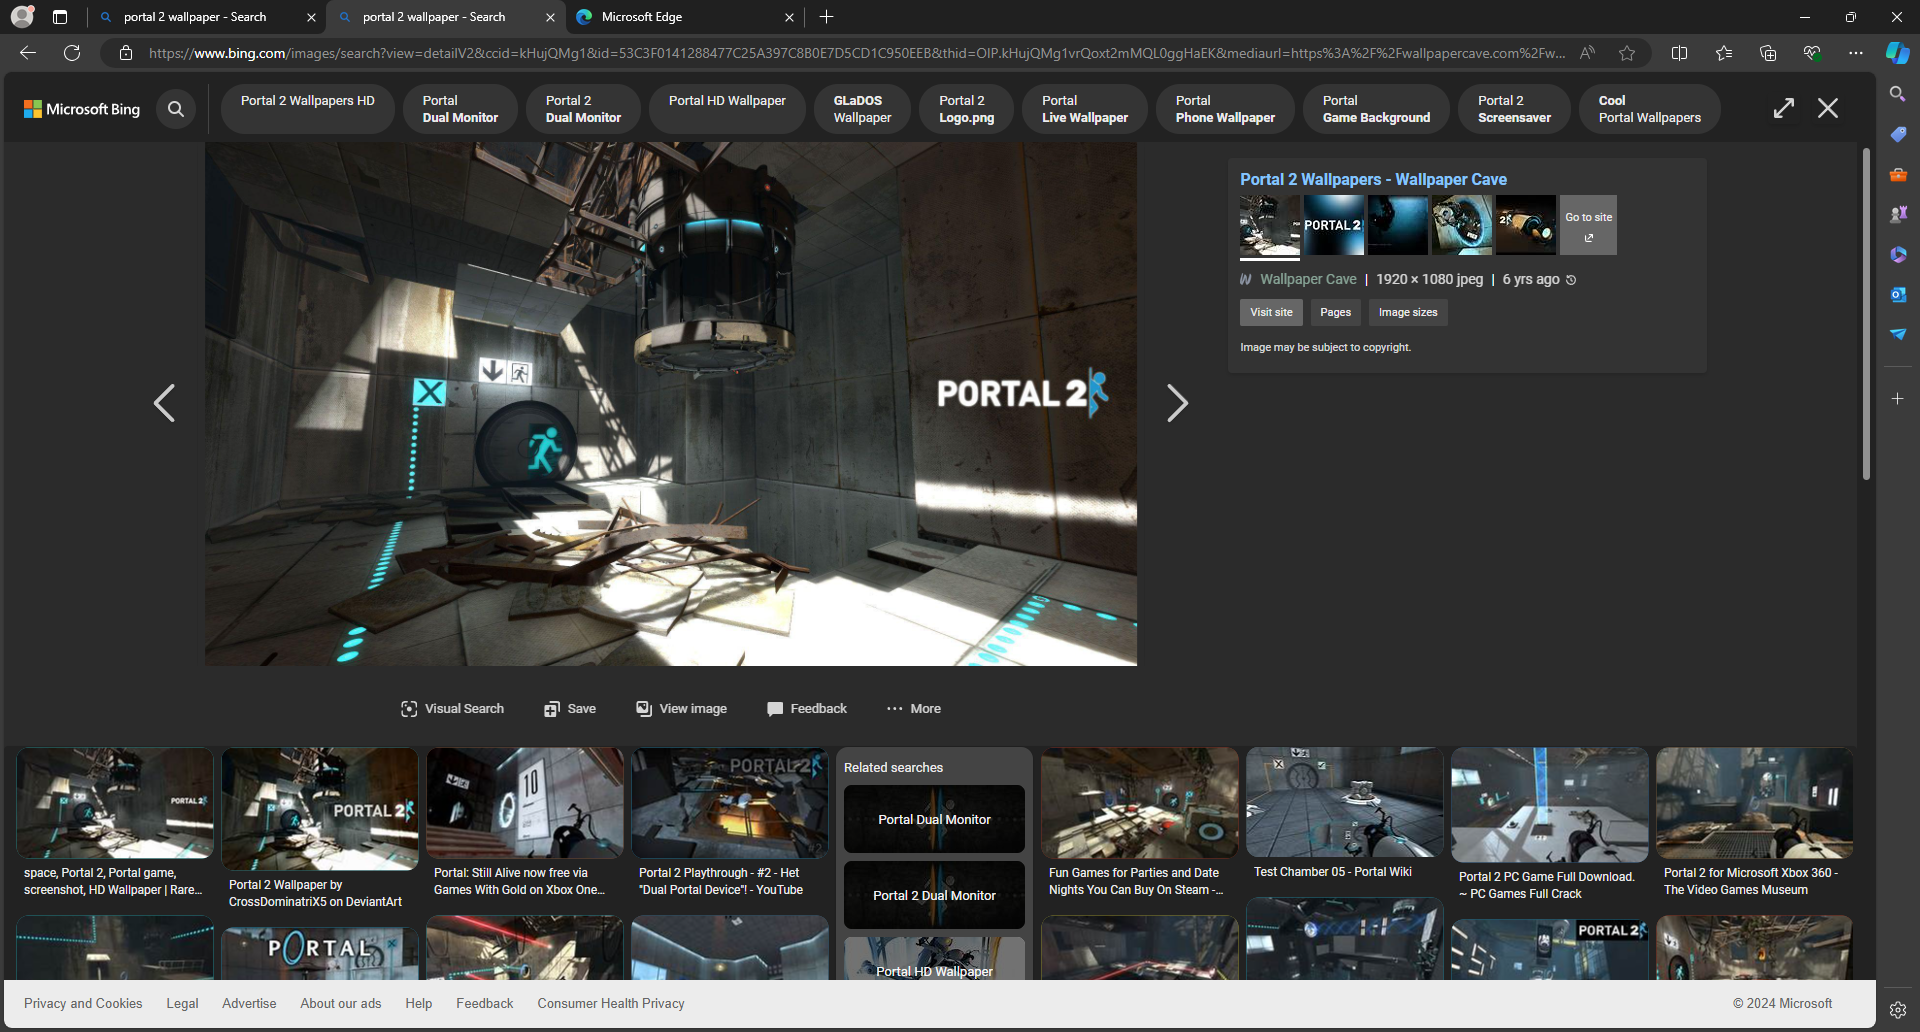 portal 2 wallpaper - Search
portal 2 wallpaper - Search
Microsoft Edge
https://www.bing.com/images/search?view=detailV2&ccid=kHujQMg1&id=53C3F0141288477C25A397C8B0E7D5CD1C950EEB&thid=OIP.kHujQMg1vrQoxt2mMQL0ggHaEK&mediaurl=https%3A%2F%2Fwallpapercave.com%2Fw...
Microsoft Bing
Portal 2 Wallpapers HD
Portal
Dual Monitor
Portal 2
Dual Monitor
Portal HD Wallpaper
GLaDOS
Wallpaper
Portal 2
Logo.png
Portal
Live Wallpaper
Portal
Phone Wallpaper
Portal
Game Background
Portal 2
Screensaver
Cool
Portal Wallpapers
PORTAL 2
Portal 2 Wallpapers - Wallpaper Cave
PORTAL 2
Go to site
Wallpaper Cave | 1920 × 1080 jpeg | 6 yrs ago
Visit site
Pages
Image sizes
Image may be subject to copyright.
Visual Search
Save
View image
Feedback
More
PORTAL 2
space, Portal 2, Portal game,
screenshot, HD Wallpaper | Rare...
PORTAL 2
Portal 2 Wallpaper by
CrossDominatriX5 on DeviantArt
10
Portal: Still Alive now free via
Games With Gold on Xbox One...
PORTAL 2
#2
Portal 2 Playthrough - #2 - Het
"Dual Portal Device"! - YouTube
Related searches
Portal Dual Monitor
Portal 2 Dual Monitor
Portal HD Wallpaper
Fun Games for Parties and Date
Nights You Can Buy On Steam -...
Test Chamber 05 - Portal Wiki
Portal 2 PC Game Full Download.
~ PC Games Full Crack
Portal 2 for Microsoft Xbox 360 -
The Video Games Museum
PORTAL
PORTAL 2
Privacy and Cookies
Legal
Advertise
About our ads
Help
Feedback
Consumer Health Privacy
© 2024 Microsoft